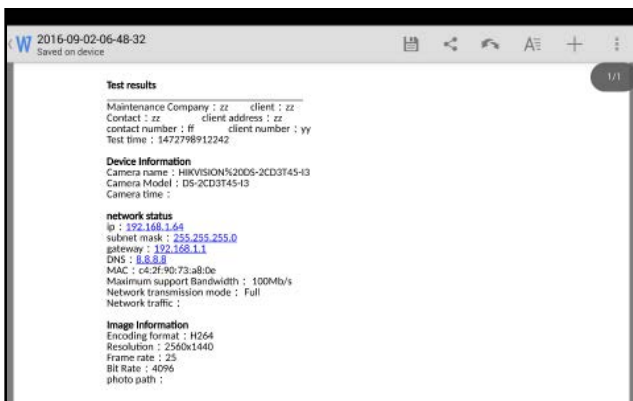 2016-09-02-06-48-32
Saved on device
1/1
Test results
Maintenance Company：zz client：zz
Contact：zz client address：zz
contact number：ff client number：yy
Test time：1472798912242
Device Information
Camera name：HIKVISION%20DS-2CD3T45-I3
Camera Model：DS-2CD3T45-I3
Camera time：
network status
ip：192.168.1.64
subnet mask：255.255.255.0
gateway：192.168.1.1
DNS：8.8.8.8
MAC：c4:2f:90:73:a8:0e
Maximum support Bandwidth：100Mb/s
Network transmission mode：Full
Network traffic：
Image Information
Encoding format：H264
Resolution：2560x1440
Frame rate：25
Bit Rate：4096
photo path：